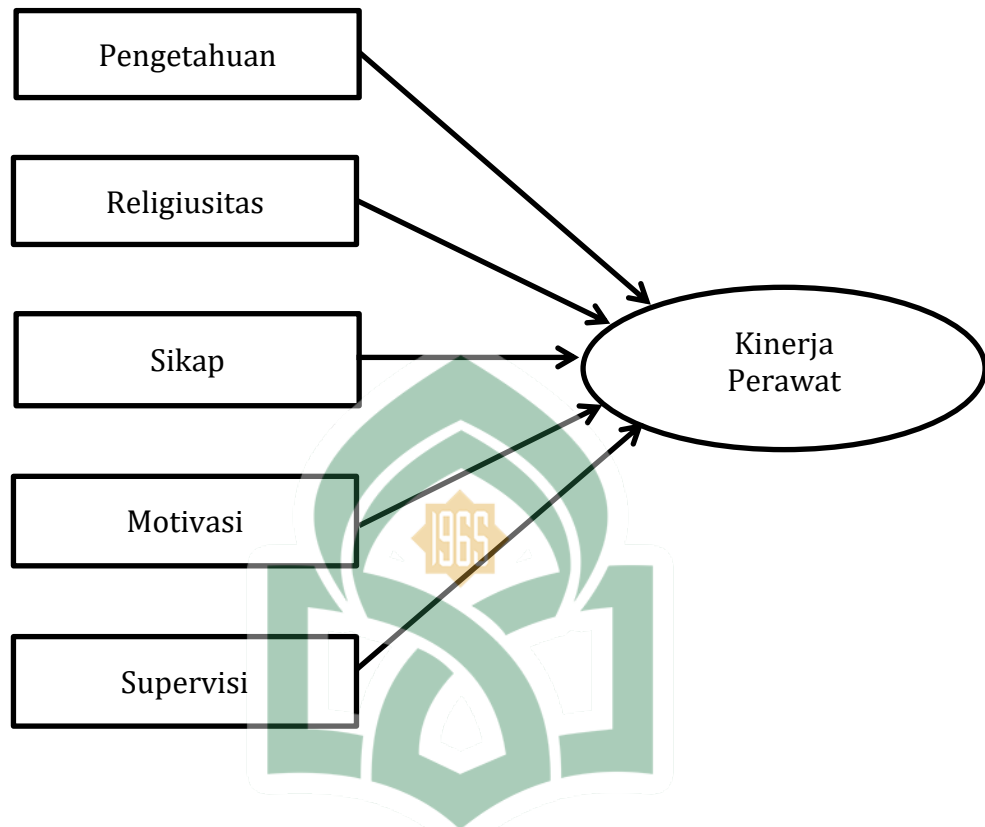 Pengetahuan
Religiusitas
Sikap
Kinerja
Perawat
Motivasi
1965
Supervisi